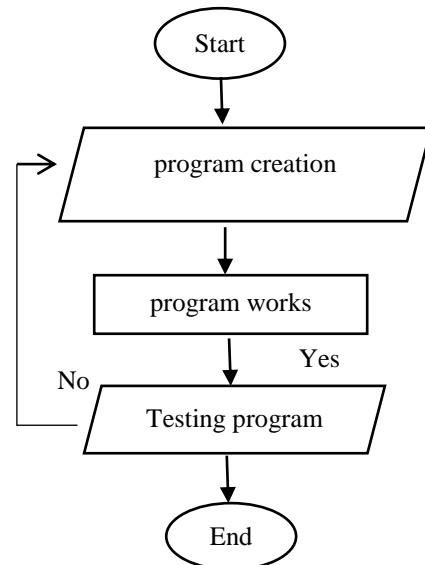 Start
program creation
program works
Yes
No
Testing program
End